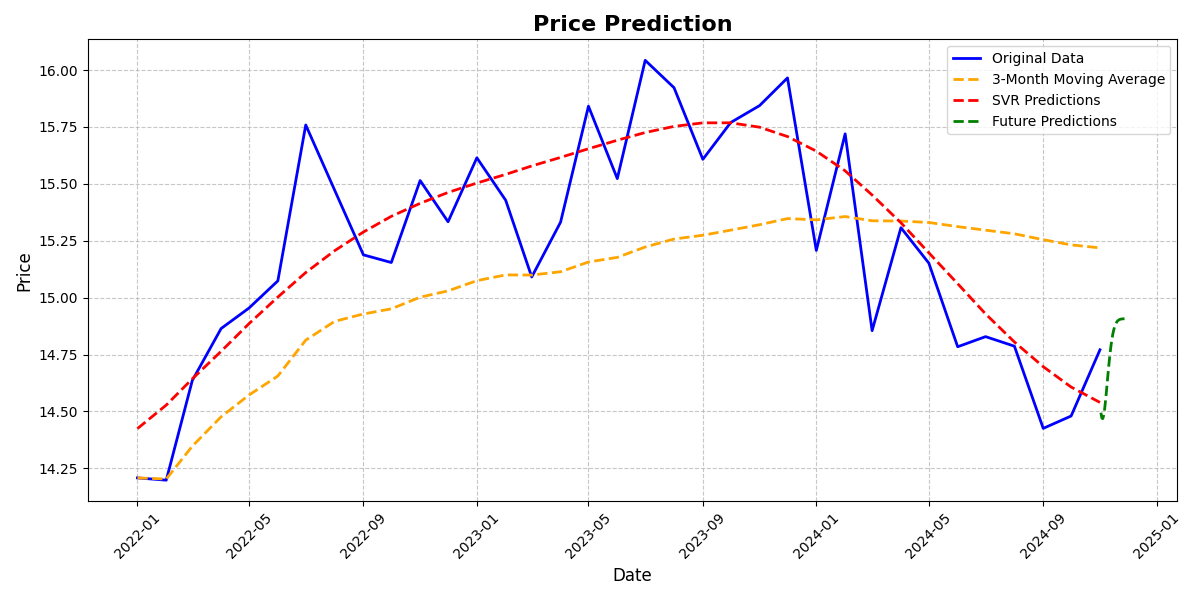 Price Prediction
Original Data
3-Month Moving Average
SVR Predictions
Future Predictions
Price
16.00
15.75
15.50
15.25
15.00
14.75
14.50
14.25
2022-01
2022-05
2022-09
2023-01
2023-05
2023-09
2024-01
2024-05
2024-09
2025-01
Date